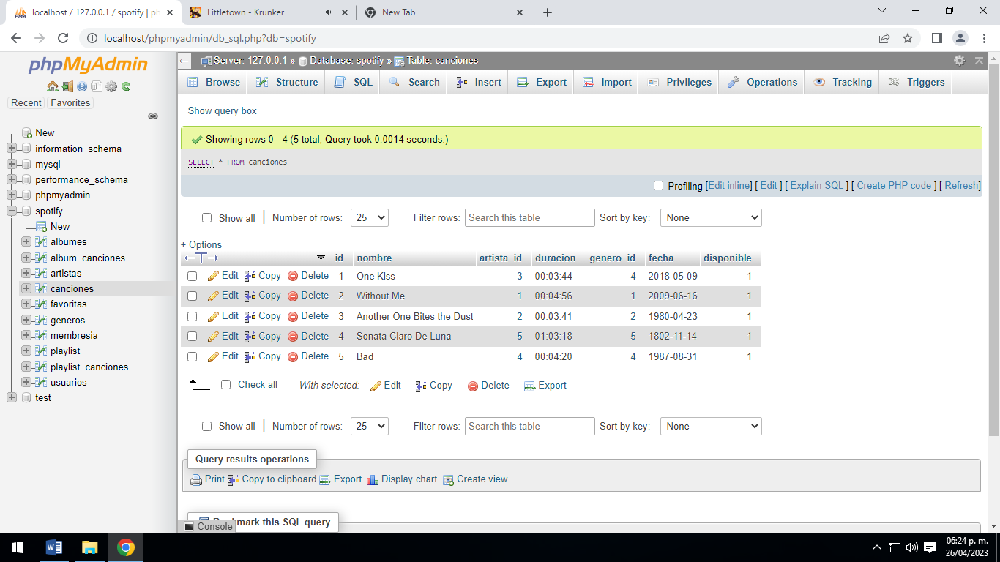 localhost / 127.0.0.1 / spotify | ph
Littletown - Krunker
New Tab
localhost/phpmyadmin/db_sql.php?db=spotify
phpMyAdmin
Recent Favorites
New
information_schema
mysql
performance_schema
phpmyadmin
spotify
New
albumes
album_canciones
artistas
canciones
favoritas
generos
membresia
playlist
playlist_canciones
usuarios
test
Server: 127.0.0.1 » Database: spotify » Table: canciones
Browse Structure SQL Search Insert Export Import Privileges Operations Tracking Triggers
Show query box
Showing rows 0 - 4 (5 total, Query took 0.0014 seconds.)
SELECT * FROM canciones
Profiling [Edit inline] [ Edit ] [ Explain SQL ] [ Create PHP code ] [ Refresh]
Show all | Number of rows: 25 Filter rows: Search this table Sort by key: None
+ Options
id nombre artista_id duracion genero_id fecha disponible
Edit Copy Delete 1 One Kiss 3 00:03:44 4 2018-05-09 1
Edit Copy Delete 2 Without Me 1 00:04:56 1 2009-06-16 1
Edit Copy Delete 3 Another One Bites the Dust 2 00:03:41 2 1980-04-23 1
Edit Copy Delete 4 Sonata Claro De Luna 5 01:03:18 5 1802-11-14 1
Edit Copy Delete 5 Bad 4 00:04:20 4 1987-08-31 1
Check all With selected: Edit Copy Delete Export
Show all | Number of rows: 25 Filter rows: Search this table Sort by key: None
Query results operations
Print Copy to clipboard Export Display chart Create view
mark this SQL query
Console
06:24 p. m.
26/04/2023